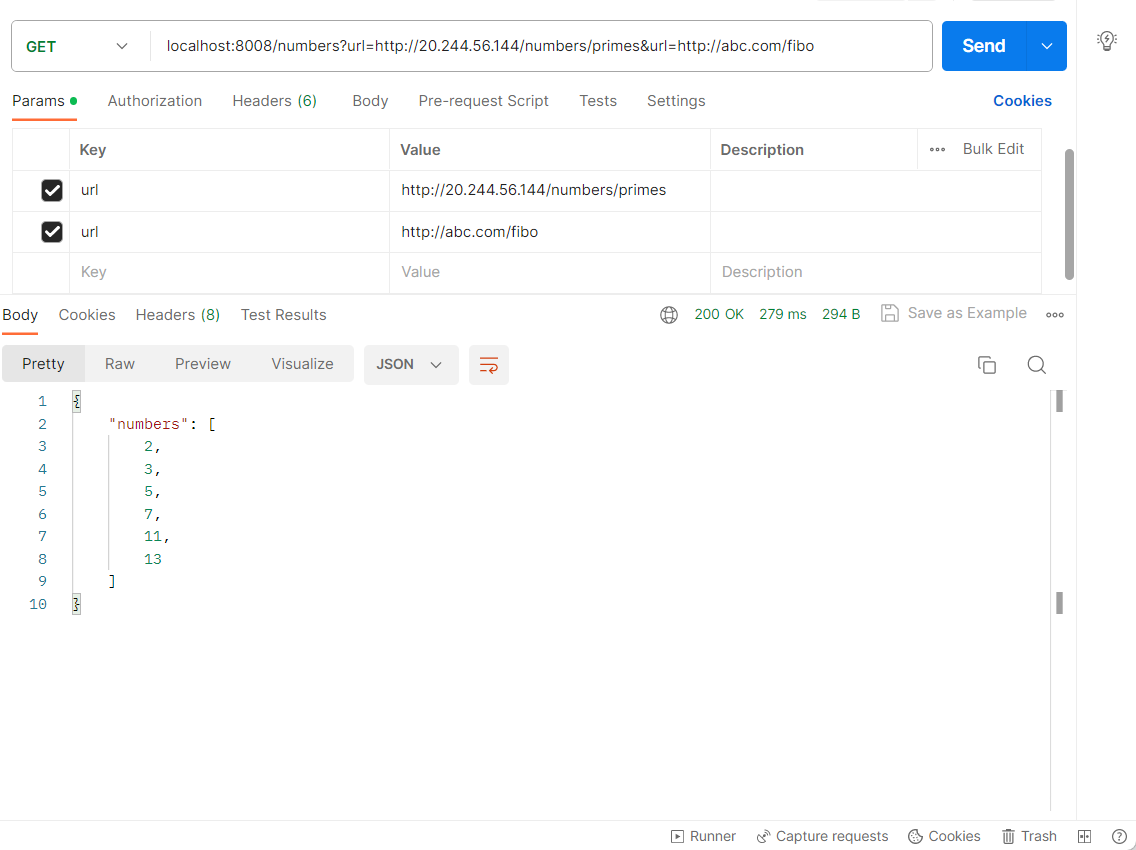 GET localhost:8008/numbers?url=http://20.244.56.144/numbers/primes&url=http://abc.com/fibo Send
Params Authorization Headers (6) Body Pre-request Script Tests Settings Cookies
Key Value Description Bulk Edit
url http://20.244.56.144/numbers/primes
url http://abc.com/fibo
Key Value Description
Body Cookies Headers (8) Test Results 200 OK 279 ms 294 B Save as Example
Pretty Raw Preview Visualize JSON
1 {
2 "numbers": [
3 2,
4 3,
5 5,
6 7,
7 11,
8 13
9 ]
10 }
Runner Capture requests Cookies Trash